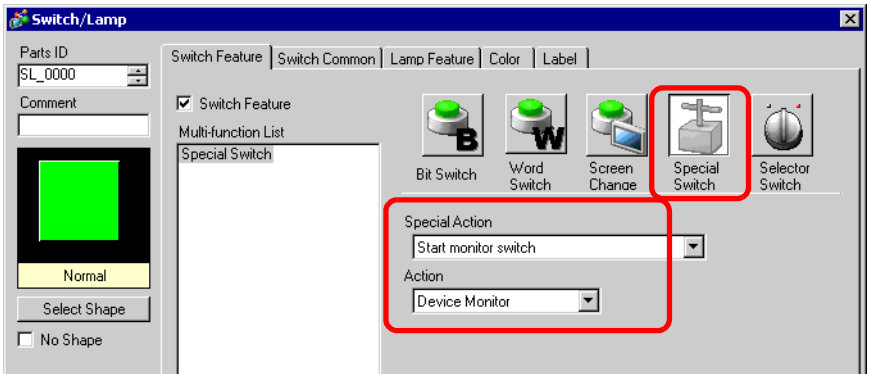 Switch/Lamp
Parts ID
SL_0000
Comment
Normal
Select Shape
No Shape
Switch Feature
Switch Common
Lamp Feature
Color
Label
Switch Feature
Multi-function List
Special Switch
B
Bit Switch
W
Word
Switch
Screen
Change
Special
Switch
Selector
Switch
Special Action
Start monitor switch
Action
Device Monitor